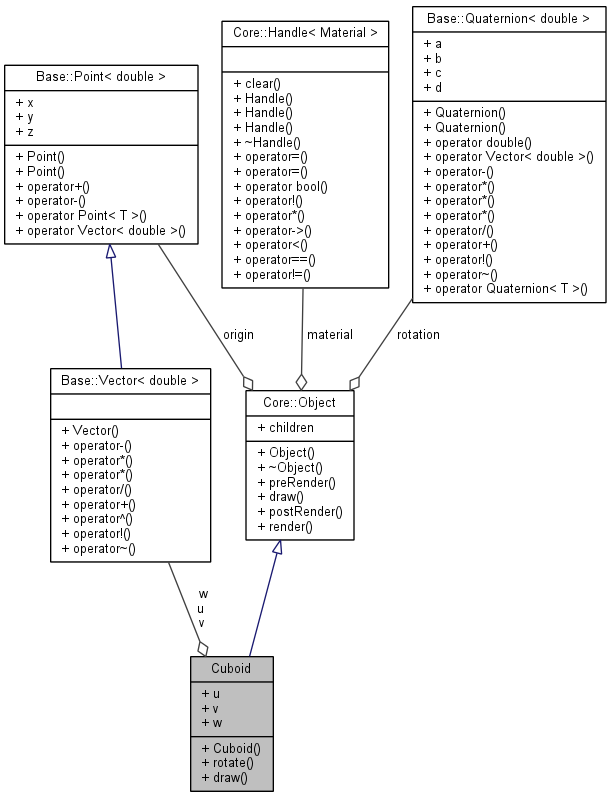 Base::Point< double >
+ x
+ y
+ z
+ Point()
+ Point()
+ operator+()
+ operator-()
+ operator Point< T >()
+ operator Vector< double >()
Core::Handle< Material >
+ clear()
+ Handle()
+ Handle()
+ Handle()
+ ~Handle()
+ operator=()
+ operator=()
+ operator bool()
+ operator!()
+ operator*()
+ operator->()
+ operator<()
+ operator==()
+ operator!=()
Base::Quaternion< double >
+ a
+ b
+ c
+ d
+ Quaternion()
+ Quaternion()
+ operator double()
+ operator Vector< double >()
+ operator-()
+ operator*()
+ operator*()
+ operator*()
+ operator/()
+ operator+()
+ operator!()
+ operator~()
+ operator Quaternion< T >()
origin
material
rotation
Base::Vector< double >
+ Vector()
+ operator-()
+ operator*()
+ operator*()
+ operator/()
+ operator+()
+ operator^()
+ operator!()
+ operator~()
Core::Object
+ children
+ Object()
+ ~Object()
+ preRender()
+ draw()
+ postRender()
+ render()
w
u
v
Cuboid
+ u
+ v
+ w
+ Cuboid()
+ rotate()
+ draw()